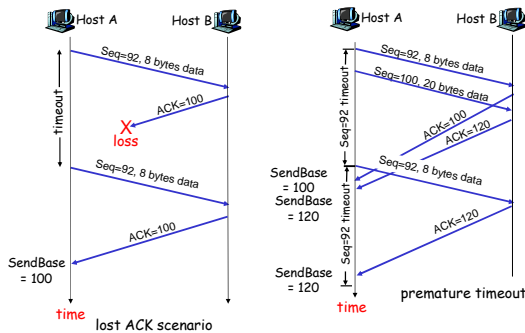 Host A
Host B
Seq=92, 8 bytes data
timeout
ACK=100
X
loss
Seq=92, 8 bytes data
ACK=100
SendBase
= 100
time
lost ACK scenario
Host A
Host B
Seq=92, 8 bytes data
Seq=92 timeout
Seq=100, 20 bytes data
ACK=100
ACK=120
Seq=92, 8 bytes data
SendBase
= 100
SendBase
= 120
Seq=92 timeout
ACK=120
SendBase
= 120
time
premature timeout